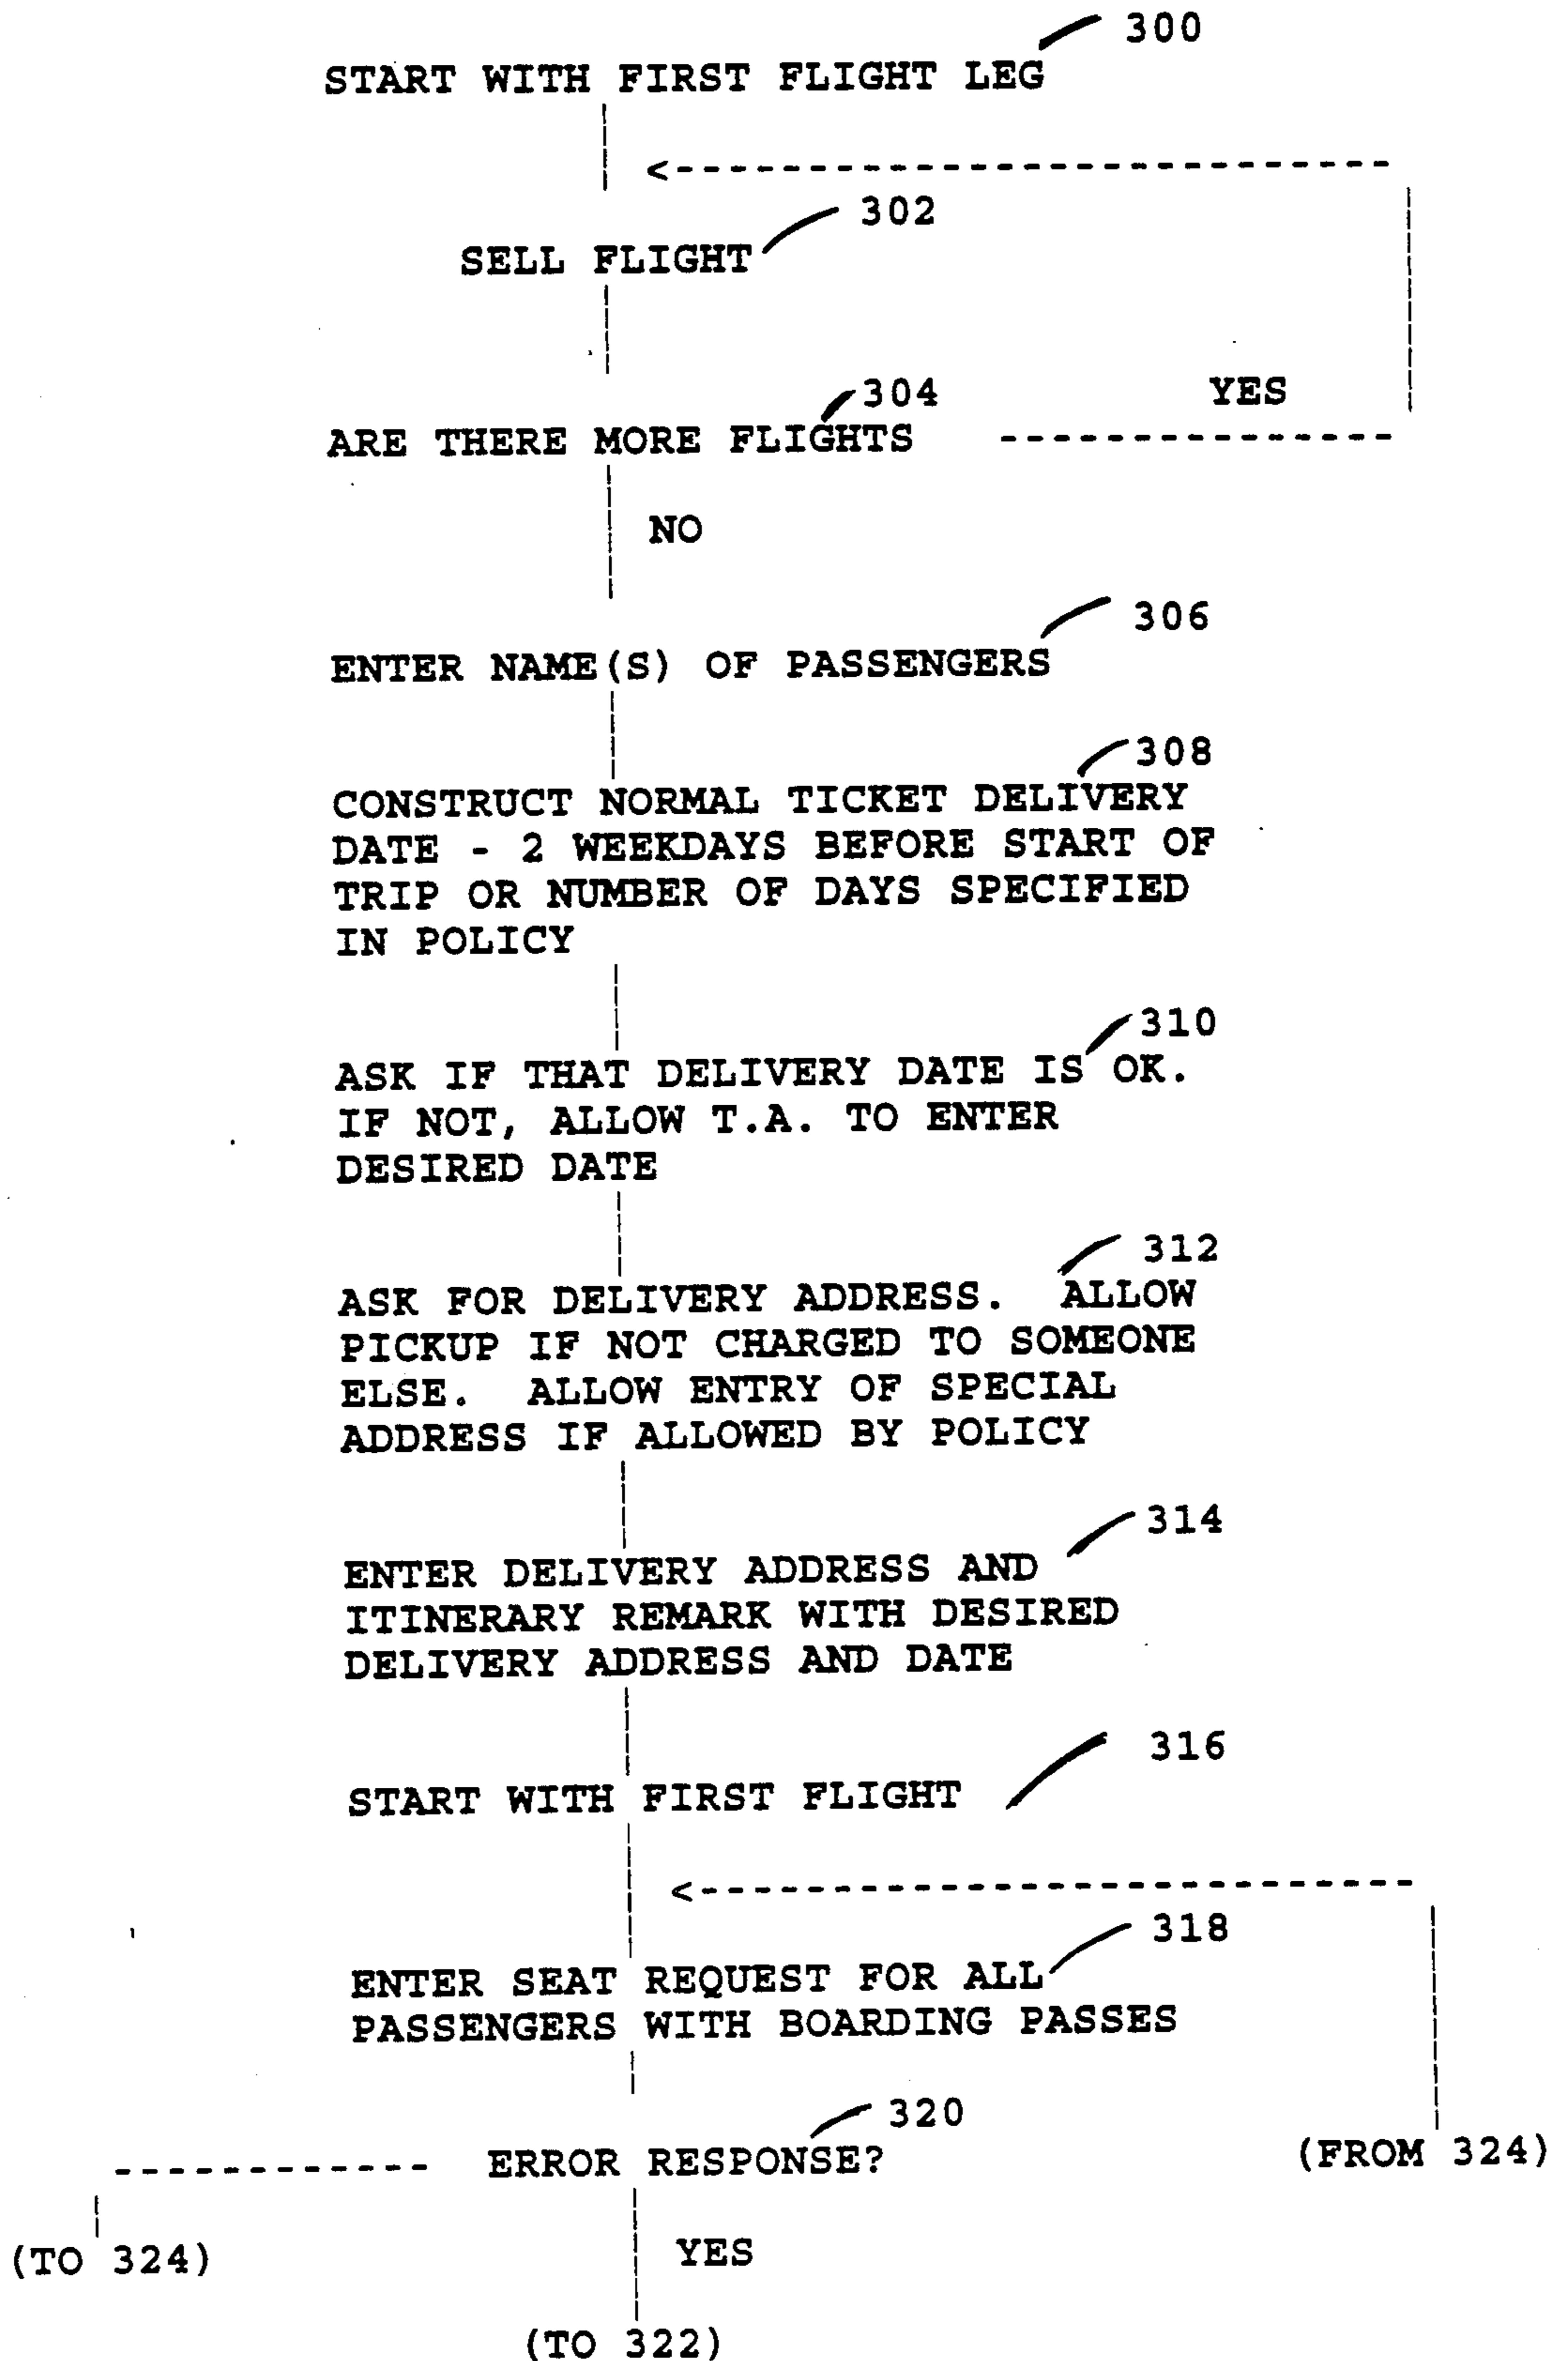 300
START WITH FIRST FLIGHT LEG
302
SELL FLIGHT
304
YES
ARE THERE MORE FLIGHTS
NO
306
ENTER NAME(S) OF PASSENGERS
308
CONSTRUCT NORMAL TICKET DELIVERY
DATE - 2 WEEKDAYS BEFORE START OF
TRIP OR NUMBER OF DAYS SPECIFIED
IN POLICY
310
ASK IF THAT DELIVERY DATE IS OK.
IF NOT, ALLOW T.A. TO ENTER
DESIRED DATE
312
ASK FOR DELIVERY ADDRESS. ALLOW
PICKUP IF NOT CHARGED TO SOMEONE
ELSE. ALLOW ENTRY OF SPECIAL
ADDRESS IF ALLOWED BY POLICY
314
ENTER DELIVERY ADDRESS AND
ITINERARY REMARK WITH DESIRED
DELIVERY ADDRESS AND DATE
316
START WITH FIRST FLIGHT
318
ENTER SEAT REQUEST FOR ALL
PASSENGERS WITH BOARDING PASSES
320
ERROR RESPONSE?
(FROM 324)
(TO 324)
YES
(TO 322)